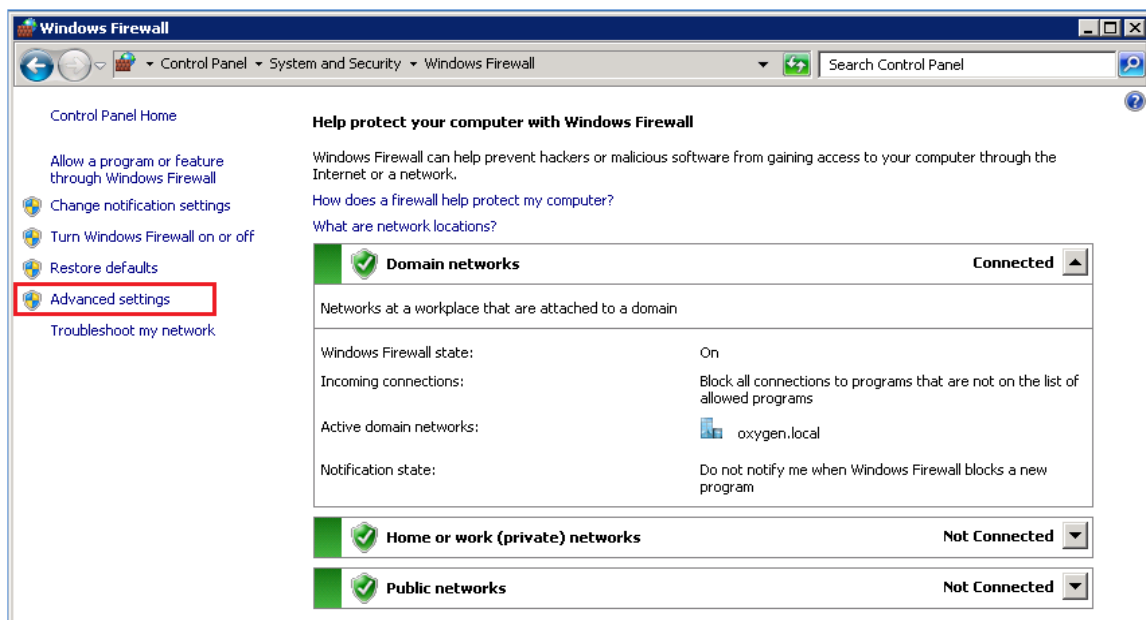 Windows Firewall
Control Panel System and Security Windows Firewall
Search Control Panel
Control Panel Home
Allow a program or feature
through Windows Firewall
Change notification settings
Turn Windows Firewall on or off
Restore defaults
Advanced settings
Troubleshoot my network
Help protect your computer with Windows Firewall
Windows Firewall can help prevent hackers or malicious software from gaining access to your computer through the
Internet or a network.
How does a firewall help protect my computer?
What are network locations?
Domain networks Connected
Networks at a workplace that are attached to a domain
Windows Firewall state: On
Incoming connections: Block all connections to programs that are not on the list of
allowed programs
Active domain networks: oxygen.local
Notification state: Do not notify me when Windows Firewall blocks a new
program
Home or work (private) networks Not Connected
Public networks Not Connected